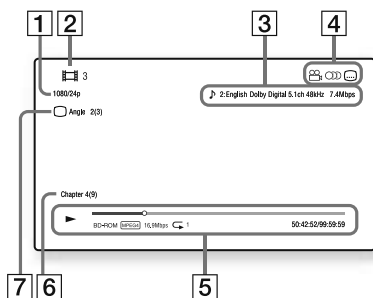 1 2 3 4
3
1080/24p
2:English Dolby Digital 5.1ch 48kHz 7.4Mbps
Angle 2(3)
Chapter 4(9)
BD-ROM MPEG4 16,9Mbps 1 50:42:52/99:59:59
7 6 5